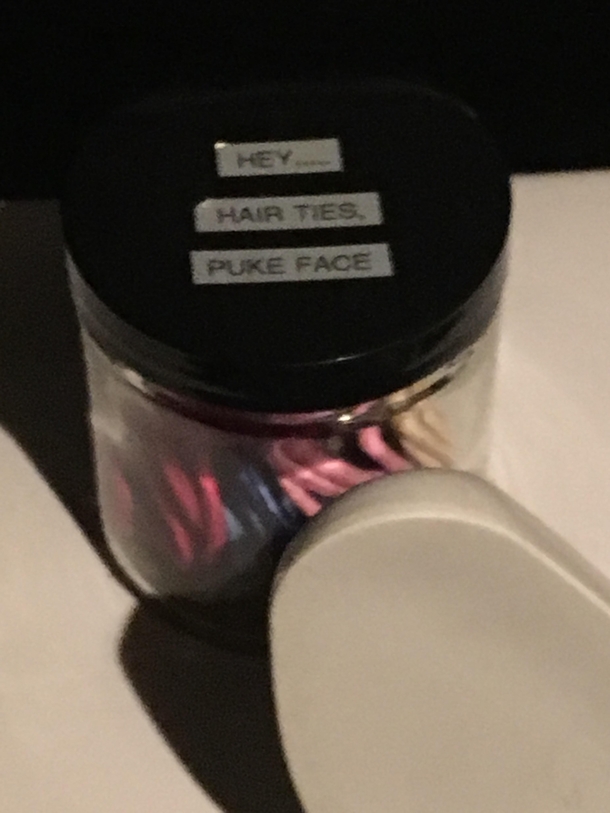 HEY.....
HAIR TIES,
PUKE FACE